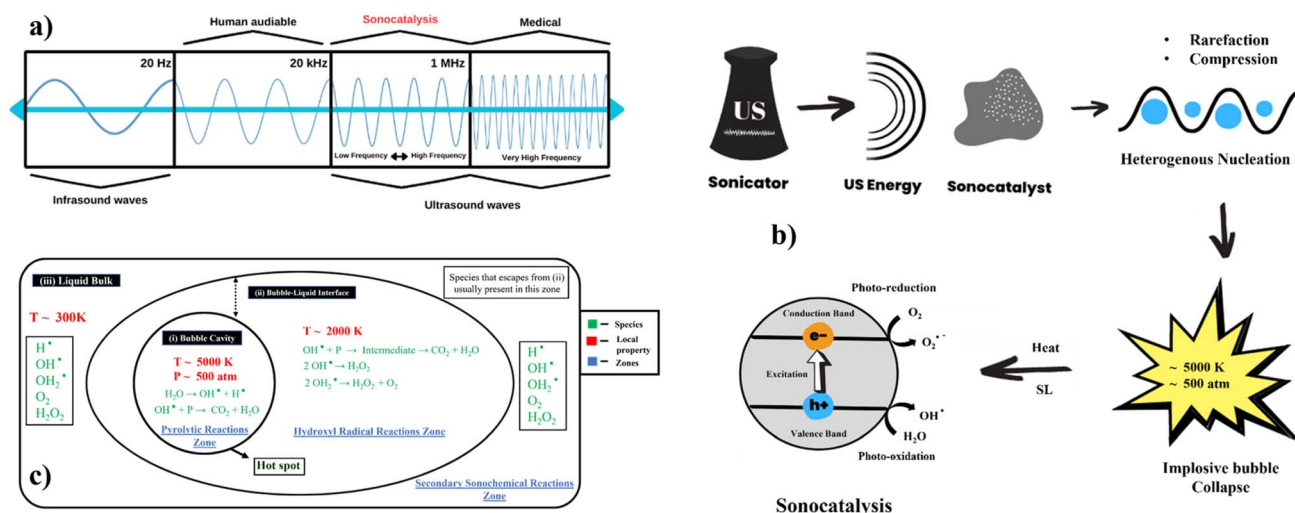 a)
Human audiable
Sonocatalysis
Medical
20 Hz
20 kHz
1 MHz
Low Frequency
High Frequency
Very High Frequency
Infrasound waves
Ultrasound waves
b)
US
Sonicator
US Energy
Sonocatalyst
• Rarefaction
• Compression
Heterogenous Nucleation
~ 5000 K
~ 500 atm
Implosive bubble
Collapse
Heat
SL
Photo-reduction
Conduction Band
e-
O₂
O₂•⁻
Excitation
h+
OH•
H₂O
Valence Band
Photo-oxidation
Sonocatalysis
c)
(iii) Liquid Bulk
T ~ 300K
H•
OH•
OH₂•
O₂
H₂O₂
(ii) Bubble-Liquid Interface
Species that escapes from (ii)
usually present in this zone
(i) Bubble Cavity
T ~ 5000 K
P ~ 500 atm
H₂O → OH• + H•
OH• + P → CO₂ + H₂O
Pyrolytic Reactions
Zone
Hot spot
T ~ 2000 K
OH• + P → Intermediate → CO₂ + H₂O
2 OH• → H₂O₂
2 OH₂• → H₂O₂ + O₂
Hydroxyl Radical Reactions Zone
H•
OH•
OH₂•
O₂
H₂O₂
Secondary Sonochemical Reactions
Zone
– Species
– Local
property
– Zones